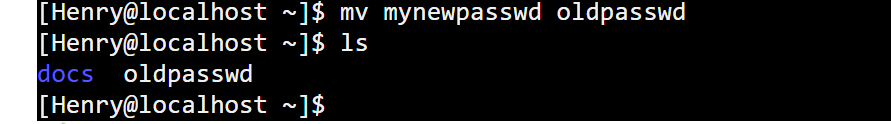 [Henry@localhost ~]$ mv mynewpasswd oldpasswd
[Henry@localhost ~]$ ls
docs  oldpasswd
[Henry@localhost ~]$